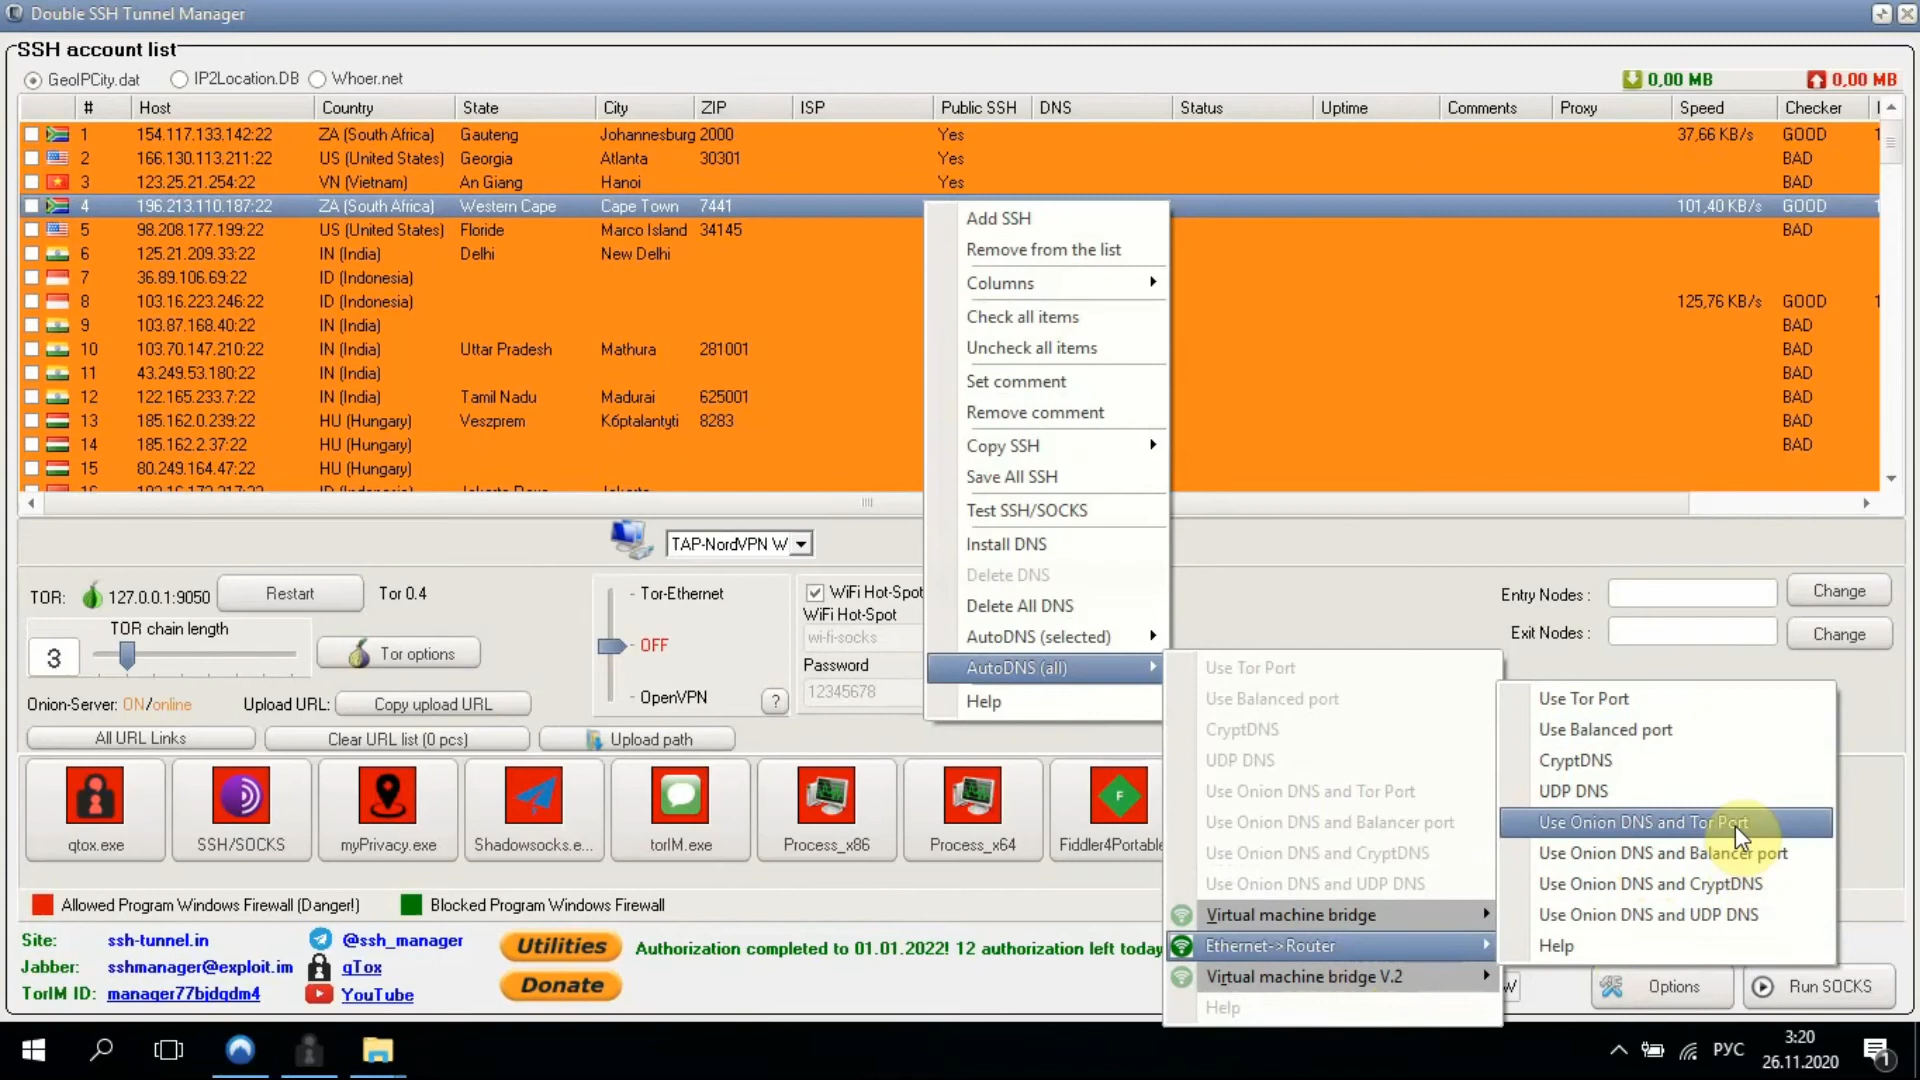 Double SSH Tunnel Manager
SSH account list
GeoIPCity.dat IP2Location.DB Whoer.net 0,00 MB 0,00 MB
# Host Country State City ZIP ISP Public SSH DNS Status Uptime Comments Proxy Speed Checker
1 154.117.133.142:22 ZA (South Africa) Gauteng Johannesburg 2000 Yes 37,66 KB/s GOOD
2 166.130.113.211:22 US (United States) Georgia Atlanta 30301 Yes BAD
3 123.25.21.254:22 VN (Vietnam) An Giang Hanoi Yes BAD
4 196.213.110.187:22 ZA (South Africa) Western Cape Cape Town 7441 101,40 KB/s GOOD
5 98.208.177.199:22 US (United States) Floride Marco Island 34145 BAD
6 125.21.209.33:22 IN (India) Delhi New Delhi
7 36.89.106.69:22 ID (Indonesia)
8 103.16.223.246:22 ID (Indonesia) 125,76 KB/s GOOD
9 103.87.168.40:22 IN (India) BAD
10 103.70.147.210:22 IN (India) Uttar Pradesh Mathura 281001 BAD
11 43.249.53.180:22 IN (India) BAD
12 122.165.233.7:22 IN (India) Tamil Nadu Madurai 625001 BAD
13 185.162.0.239:22 HU (Hungary) Veszprem Kőptalantyti 8283 BAD
14 185.162.2.37:22 HU (Hungary) BAD
15 80.249.164.47:22 HU (Hungary)
Add SSH
Remove from the list
Columns
Check all items
Uncheck all items
Set comment
Remove comment
Copy SSH
Save All SSH
Test SSH/SOCKS
Install DNS
Delete DNS
Delete All DNS
AutoDNS (selected)
AutoDNS (all)
Help
Use Tor Port
Use Balanced port
CryptDNS
UDP DNS
Use Onion DNS and Tor Port
Use Onion DNS and Balancer port
Use Onion DNS and CryptDNS
Use Onion DNS and UDP DNS
Virtual machine bridge
Ethernet->Router
Virtual machine bridge V.2
Help
Use Tor Port
Use Balanced port
CryptDNS
UDP DNS
Use Onion DNS and Tor Port
Use Onion DNS and Balancer port
Use Onion DNS and CryptDNS
Use Onion DNS and UDP DNS
Help
TAP-NordVPN W
TOR: 127.0.0.1:9050 Restart Tor 0.4
TOR chain length
3 Tor options
Onion-Server: ON/online Upload URL: Copy upload URL
All URL Links Clear URL list (0 pcs) Upload path
Tor-Ethernet
OFF
OpenVPN ?
WiFi Hot-Spot
WiFi Hot-Spot
wi-fi-socks
Password
12345678
Entry Nodes : Change
Exit Nodes : Change
qtox.exe SSH/SOCKS myPrivacy.exe Shadowsocks.e... torIM.exe Process_x86 Process_x64 Fiddler4Portable
Allowed Program Windows Firewall (Danger!) Blocked Program Windows Firewall
Site: ssh-tunnel.in @ssh_manager Utilities Authorization completed to 01.01.2022! 12 authorization left today
Jabber: sshmanager@exploit.im qTox
TorIM ID: manager77bjdgdm4 YouTube Donate
Options Run SOCKS
РУС 3:20
26.11.2020
1